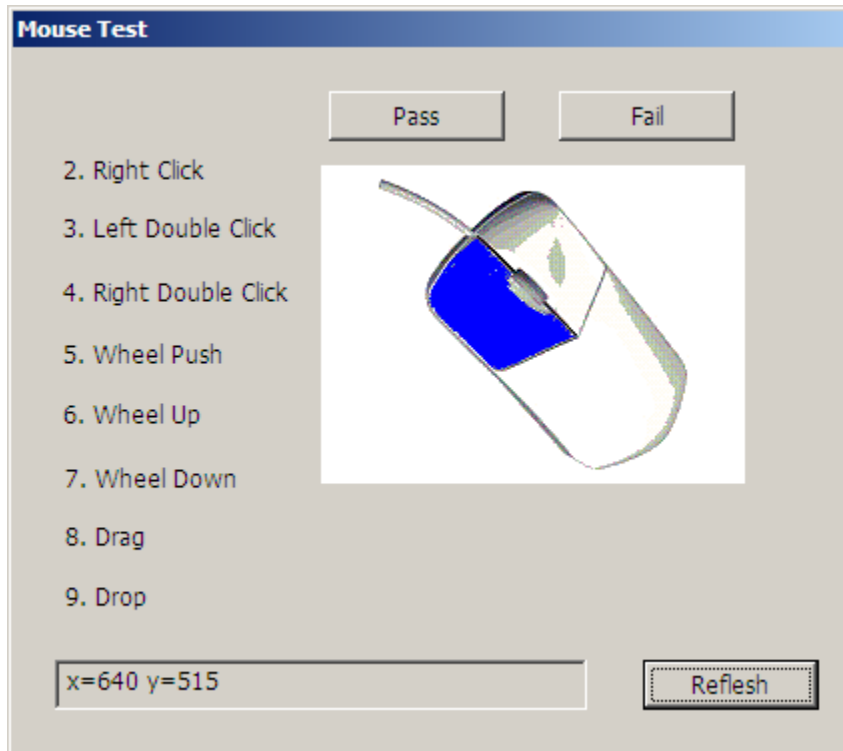 Mouse Test
Pass Fail
2. Right Click
3. Left Double Click
4. Right Double Click
5. Wheel Push
6. Wheel Up
7. Wheel Down
8. Drag
9. Drop
x=640 y=515
Reflesh